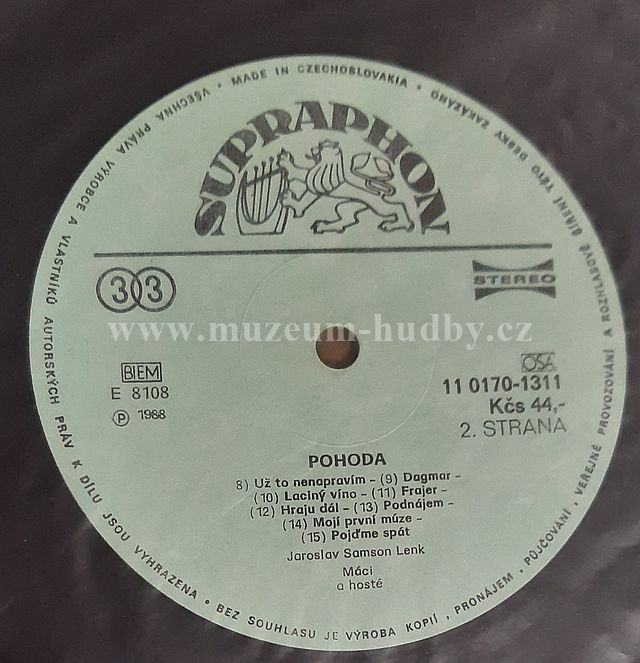 VŠECHNA PRÁVA VÝROBCE A VLASTNÍKŮ AUTORSKÝCH PRÁV K DÍLU JSOU VYHRAZENA • BEZ SOUHLASU JE VÝROBA KOPIÍ, PRONÁJEM, PŮJČOVÁNÍ, VEŘEJNÉ PROVOZOVÁNÍ A ROZHLASOVÉ ŠÍŘENÍ TÉTO DESKY ZAKÁZÁNO • MADE IN CZECHOSLOVAKIA •
SUPRAPHON
33
STEREO
www.muzeum-hudby.cz
BIEM
E 8108
Ⓟ 1988
OSA
11 0170-1311
Kčs 44,-
2. STRANA
POHODA
8) Už to nenapravím – (9) Dagmar –
(10) Laciný víno – (11) Frajer –
(12) Hraju dál – (13) Podnájem –
(14) Mojí první múze –
(15) Pojďme spát
Jaroslav Samson Lenk
Máci
a hosté